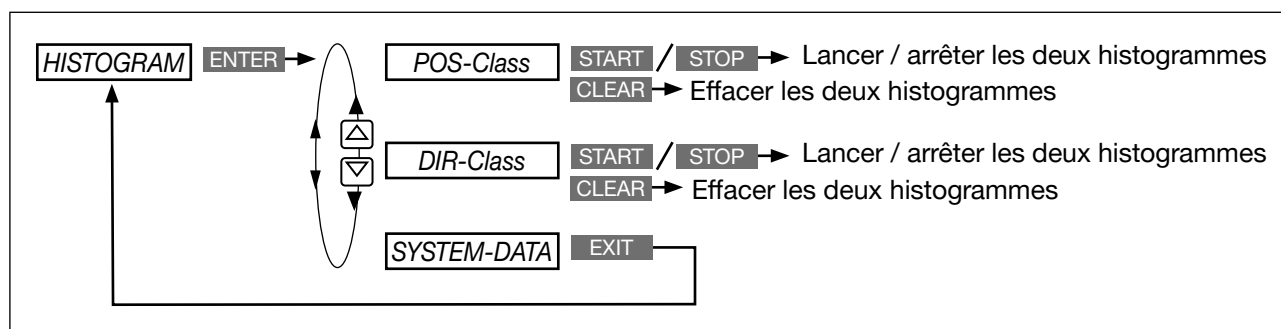 HISTOGRAM ENTER POS-Class START / STOP Lancer / arrêter les deux histogrammes
CLEAR Effacer les deux histogrammes
DIR-Class START / STOP Lancer / arrêter les deux histogrammes
CLEAR Effacer les deux histogrammes
SYSTEM-DATA EXIT